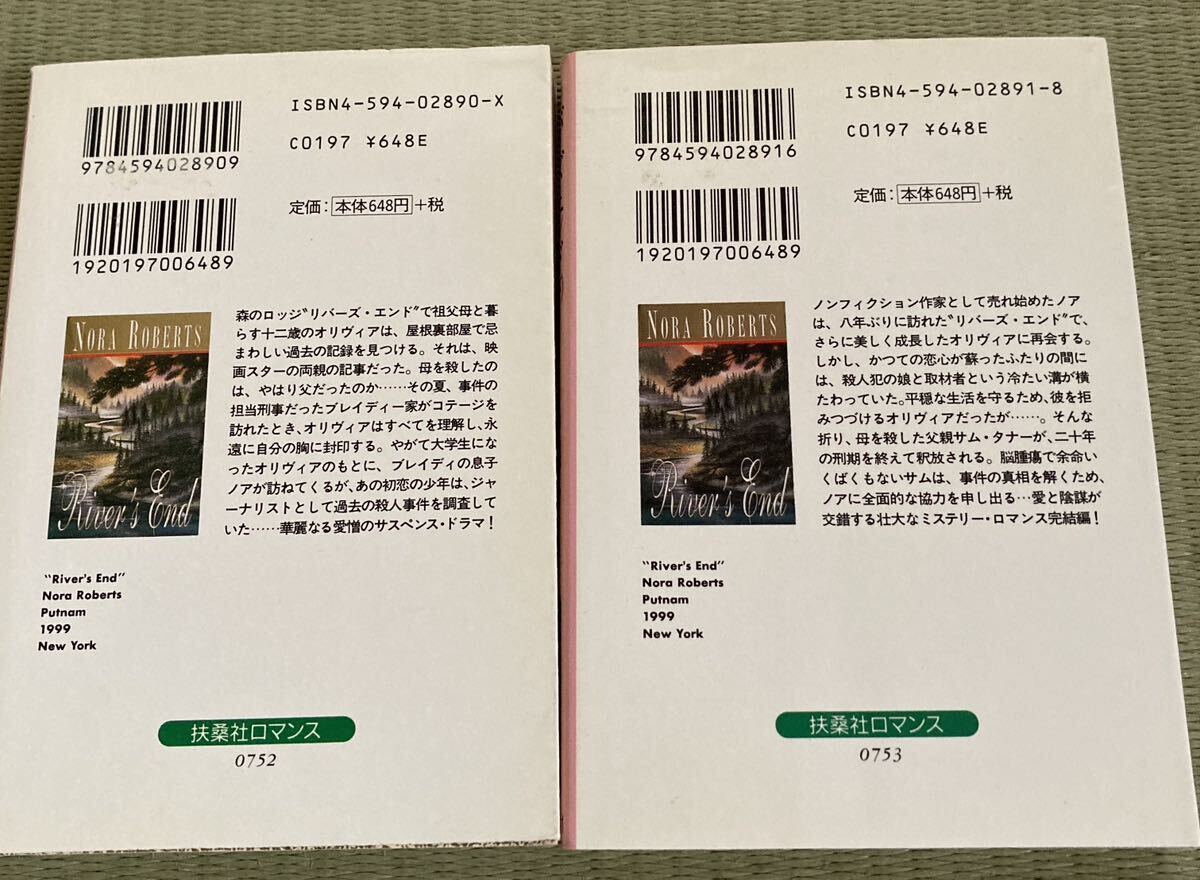 ISBN4-594-02890-X
9784594028909
C0197 ¥648E
定価：本体648円+税
1920197006489
NORA ROBERTS
River's End
森のロッジ〝リバーズ・エンド〟で祖父母と暮
らす十二歳のオリヴィアは、屋根裏部屋で忌
まわしい過去の記録を見つける。それは、映
画スターの両親の記事だった。母を殺したの
は、やはり父だったのか……その夏、事件の
担当刑事だったブレイディ一家がコテージを
訪れたとき、オリヴィアはすべてを理解し、永
遠に自分の胸に封印する。やがて大学生にな
ったオリヴィアのもとに、ブレイディの息子
ノアが訪ねてくるが、あの初恋の少年は、ジャ
ーナリストとして過去の殺人事件を調査して
いた……華麗なる愛憎のサスペンス・ドラマ！
"River's End"
Nora Roberts
Putnam
1999
New York
扶桑社ロマンス
0752
ISBN4-594-02891-8
9784594028916
C0197 ¥648E
定価：本体648円+税
1920197006489
NORA ROBERTS
River's End
ノンフィクション作家として売れ始めたノア
は、八年ぶりに訪れた〝リバーズ・エンド〟で、
さらに美しく成長したオリヴィアに再会する。
しかし、かつての恋心が蘇ったふたりの間に
は、殺人犯の娘と取材者という冷たい溝が横
たわっていた。平穏な生活を守るため、彼を拒
みつづけるオリヴィアだったが……。そんな
折り、母を殺した父親サム・タナーが、二十年
の刑期を終えて釈放される。脳腫瘍で余命い
くばくもないサムは、事件の真相を解くため、
ノアに全面的な協力を申し出る…愛と陰謀が
交錯する壮大なミステリー・ロマンス完結編！
"River's End"
Nora Roberts
Putnam
1999
New York
扶桑社ロマンス
0753